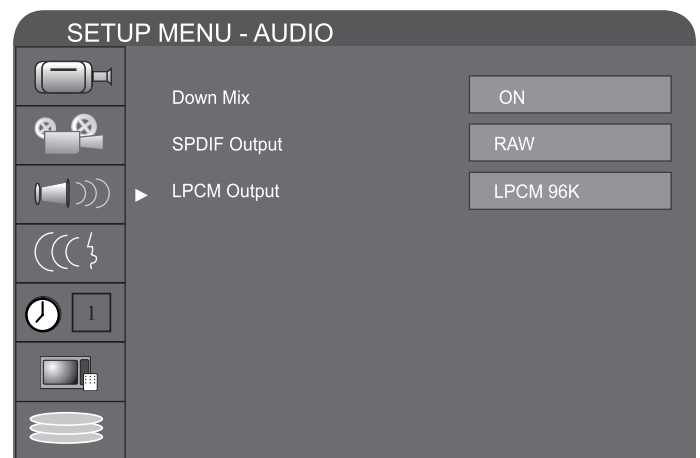 SETUP MENU - AUDIO
Down Mix ON
SPDIF Output RAW
LPCM Output LPCM 96K
1